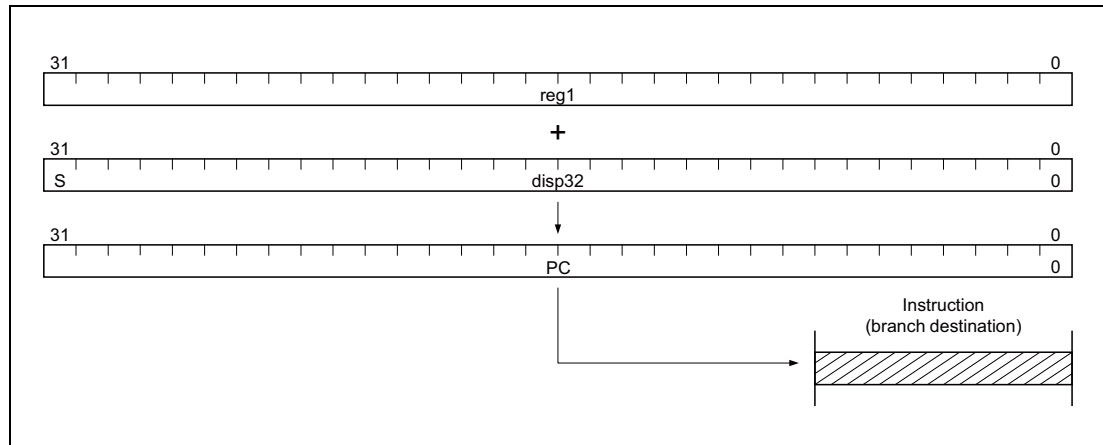 31 0
reg1
+
31 0
S disp32 0
31 0
PC 0
Instruction
(branch destination)